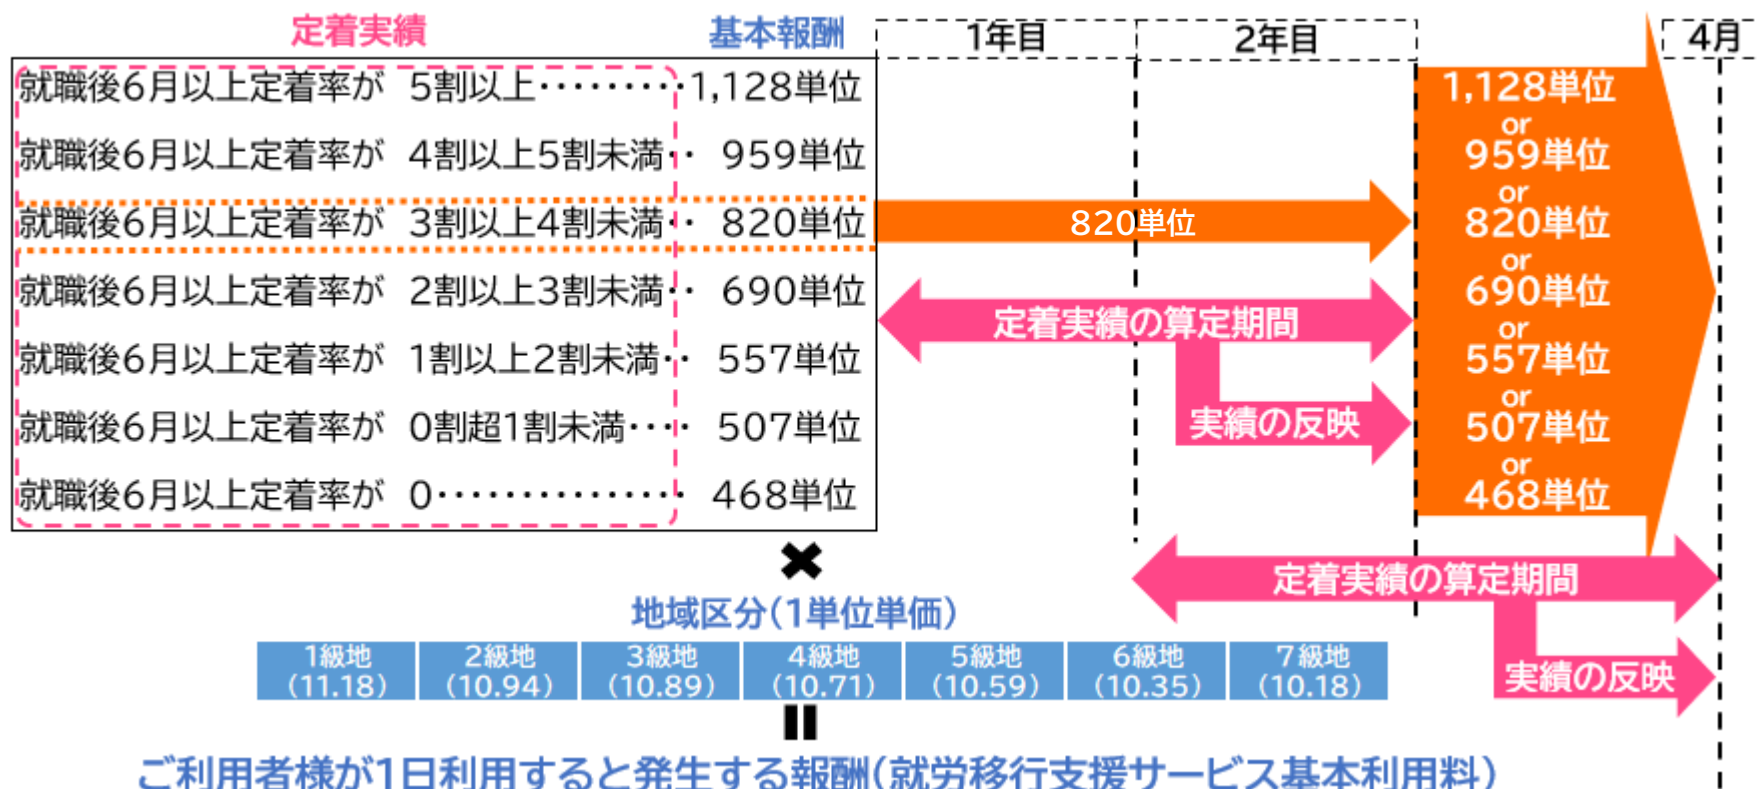 定着実績
基本報酬
1年目
2年目
4月
就職後6月以上定着率が 5割以上・・・・・・・・・1,128単位
就職後6月以上定着率が 4割以上5割未満・・ 959単位
就職後6月以上定着率が 3割以上4割未満・・ 820単位
就職後6月以上定着率が 2割以上3割未満・・ 690単位
就職後6月以上定着率が 1割以上2割未満・・ 557単位
就職後6月以上定着率が 0割超1割未満・・・・ 507単位
就職後6月以上定着率が 0・・・・・・・・・・・・・・・ 468単位
820単位
定着実績の算定期間
実績の反映
1,128単位
or
959単位
or
820単位
or
690単位
or
557単位
or
507単位
or
468単位
定着実績の算定期間
実績の反映
✖
地域区分(1単位単価)
1級地
(11.18)
2級地
(10.94)
3級地
(10.89)
4級地
(10.71)
5級地
(10.59)
6級地
(10.35)
7級地
(10.18)
ご利用者様が1日利用すると発生する報酬(就労移行支援サービス基本利用料)